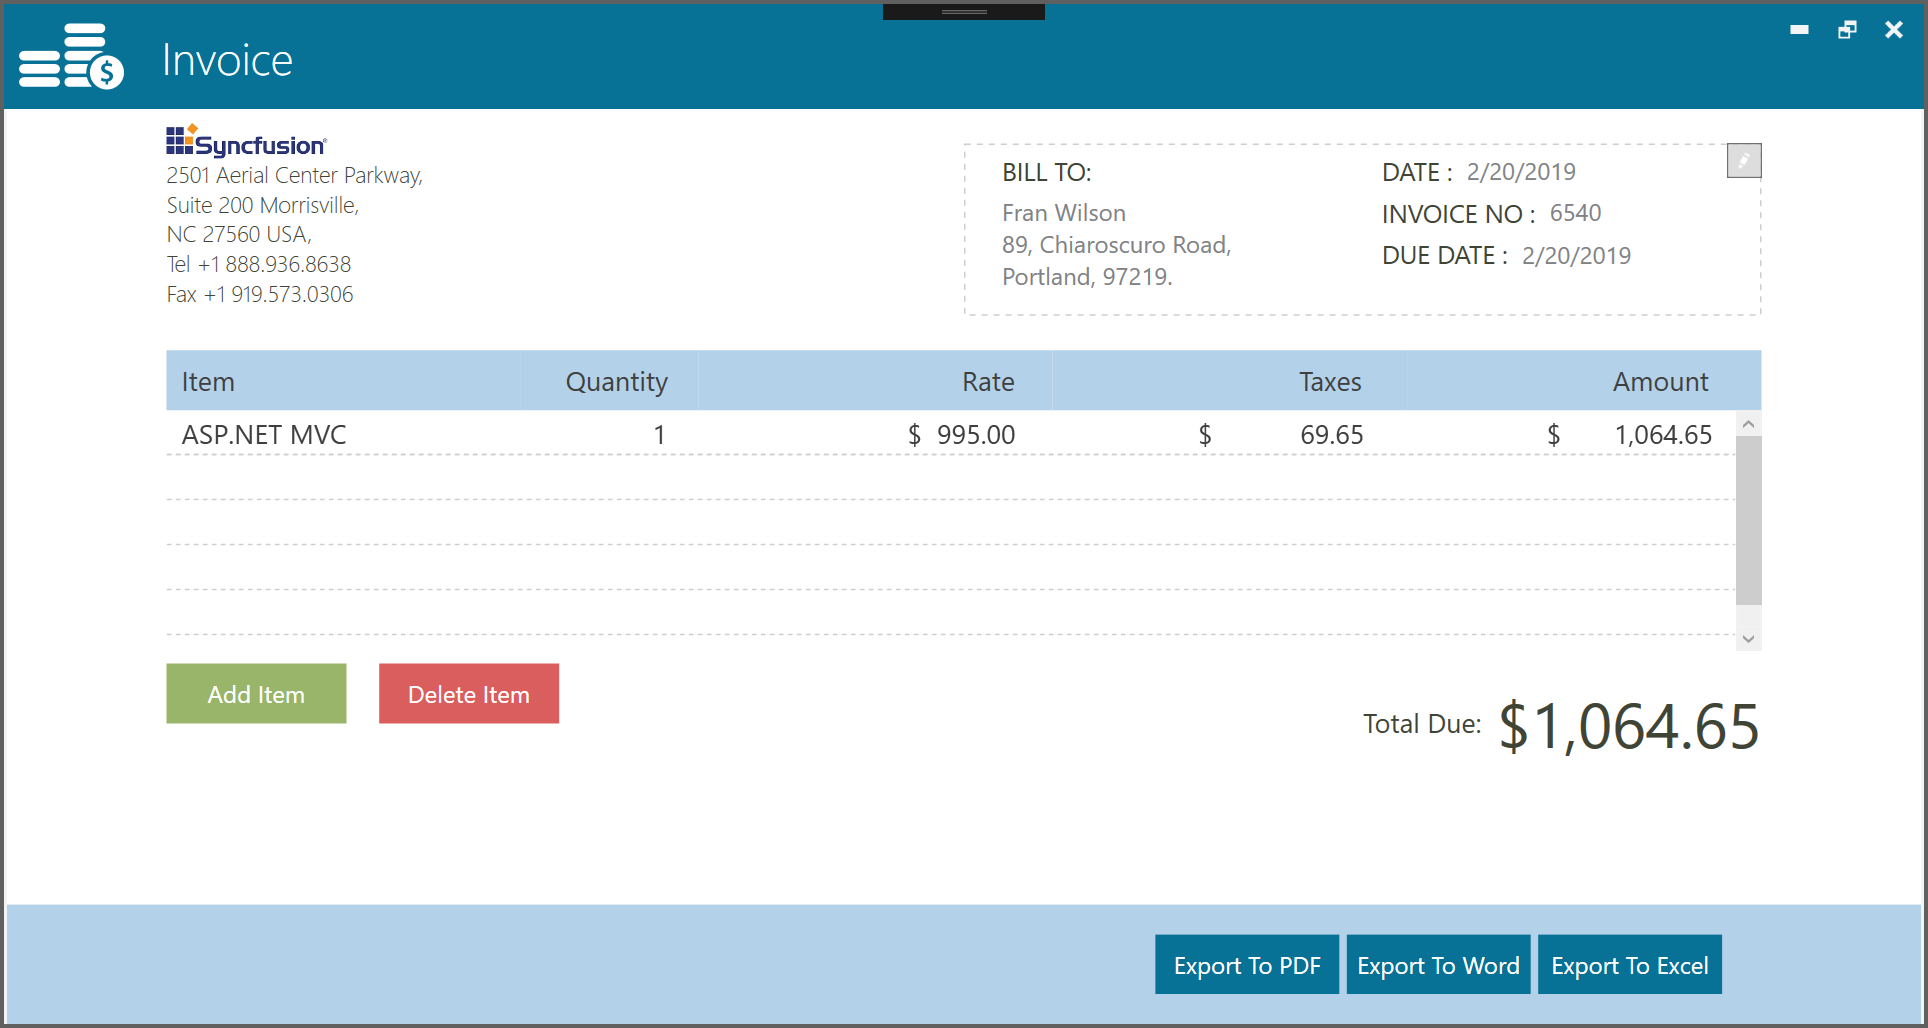 $
Invoice
Syncfusion®
2501 Aerial Center Parkway,
Suite 200 Morrisville,
NC 27560 USA,
Tel +1 888.936.8638
Fax +1 919.573.0306
BILL TO:
Fran Wilson
89, Chiaroscuro Road,
Portland, 97219.
DATE : 2/20/2019
INVOICE NO : 6540
DUE DATE : 2/20/2019
Item Quantity Rate Taxes Amount
ASP.NET MVC 1 $ 995.00 $ 69.65 $ 1,064.65
Add Item Delete Item
Total Due: $1,064.65
Export To PDF Export To Word Export To Excel